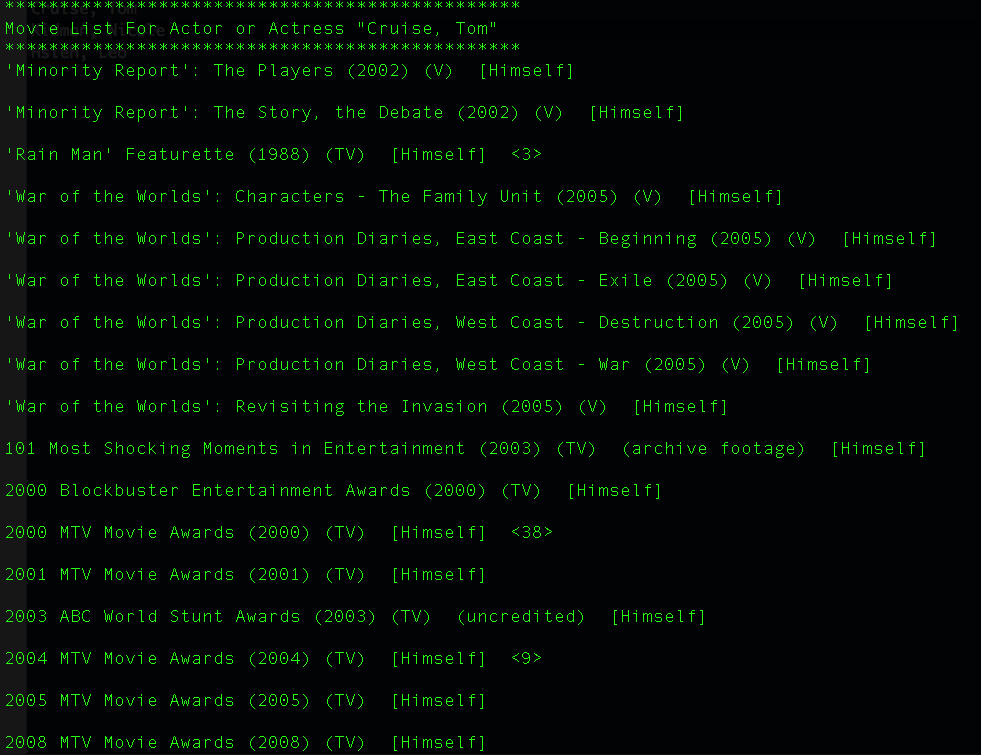 ***********************************************
Movie List For Actor or Actress "Cruise, Tom"
***********************************************
'Minority Report': The Players (2002) (V)  [Himself]
'Minority Report': The Story, the Debate (2002) (V)  [Himself]
'Rain Man' Featurette (1988) (TV)  [Himself]  <3>
'War of the Worlds': Characters - The Family Unit (2005) (V)  [Himself]
'War of the Worlds': Production Diaries, East Coast - Beginning (2005) (V)  [Himself]
'War of the Worlds': Production Diaries, East Coast - Exile (2005) (V)  [Himself]
'War of the Worlds': Production Diaries, West Coast - Destruction (2005) (V)  [Himself]
'War of the Worlds': Production Diaries, West Coast - War (2005) (V)  [Himself]
'War of the Worlds': Revisiting the Invasion (2005) (V)  [Himself]
101 Most Shocking Moments in Entertainment (2003) (TV)  (archive footage)  [Himself]
2000 Blockbuster Entertainment Awards (2000) (TV)  [Himself]
2000 MTV Movie Awards (2000) (TV)  [Himself]  <38>
2001 MTV Movie Awards (2001) (TV)  [Himself]
2003 ABC World Stunt Awards (2003) (TV)  (uncredited)  [Himself]
2004 MTV Movie Awards (2004) (TV)  [Himself]  <9>
2005 MTV Movie Awards (2005) (TV)  [Himself]
2008 MTV Movie Awards (2008) (TV)  [Himself]